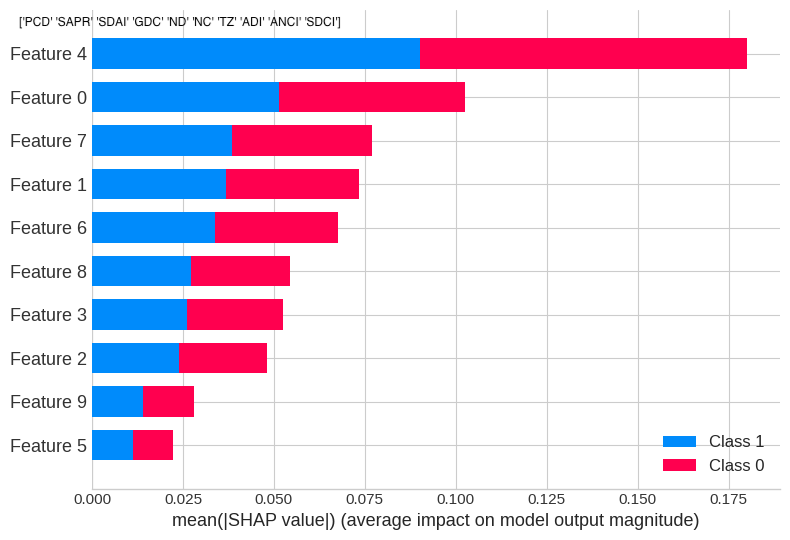 ['PCD' 'SAPR' 'SDAI' 'GDC' 'ND' 'NC' 'TZ' 'ADI' 'ANCI' 'SDCI']
Feature 4
Feature 0
Feature 7
Feature 1
Feature 6
Feature 8
Feature 3
Feature 2
Feature 9
Feature 5
Class 1
Class 0
0.000 0.025 0.050 0.075 0.100 0.125 0.150 0.175
mean(|SHAP value|) (average impact on model output magnitude)